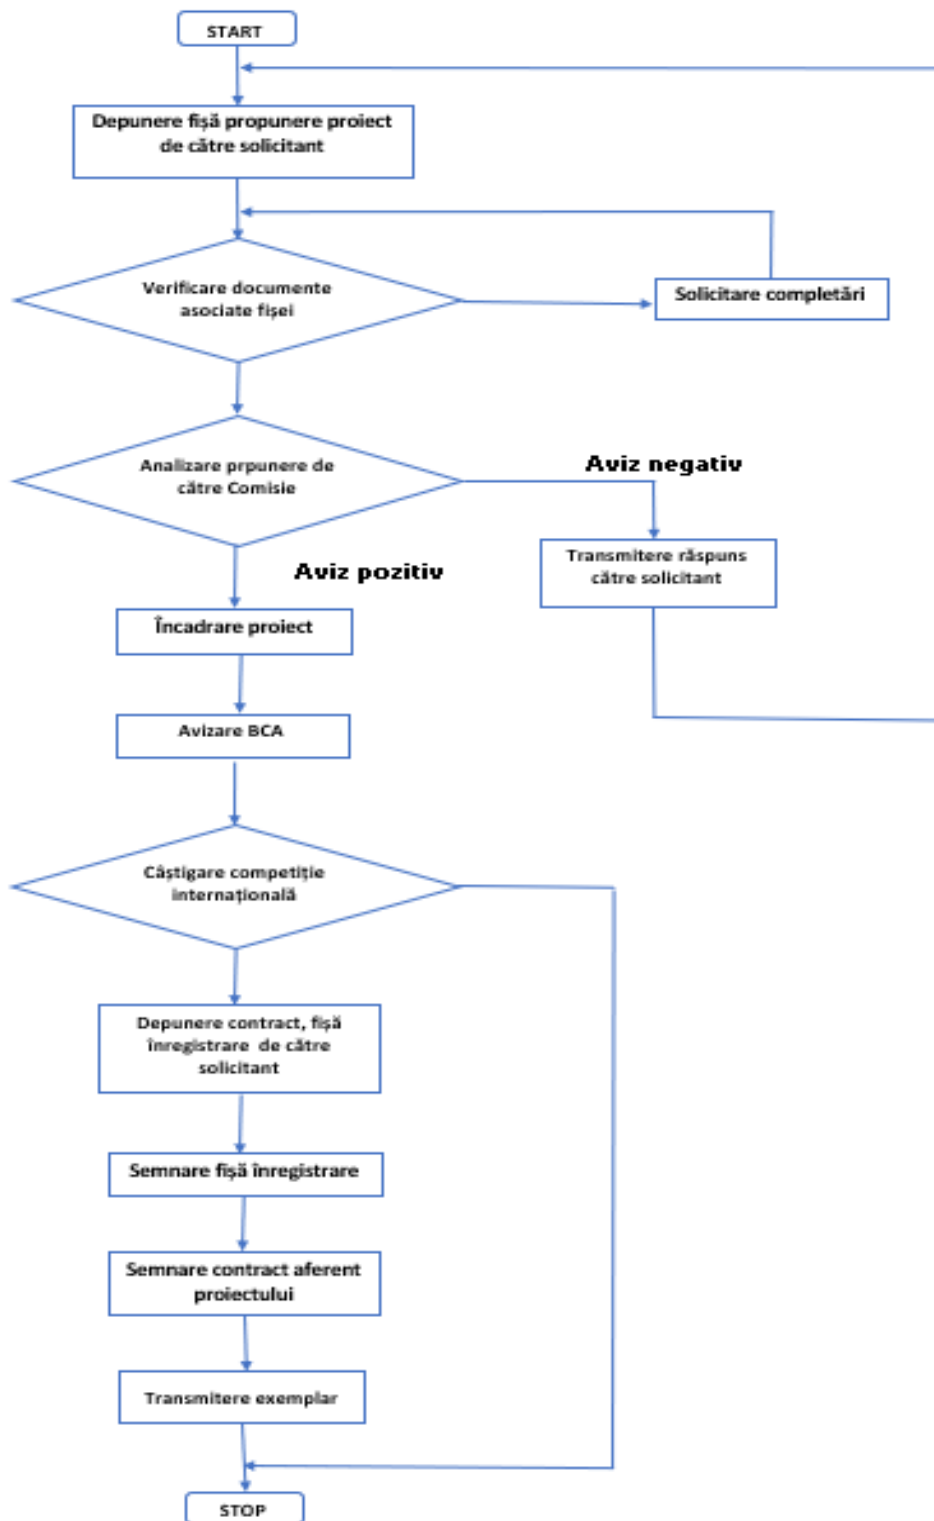 START
Depunere fișă propunere proiect
de către solicitant
Verificare documente
asociate fișei
Solicitare completări
Analizare prpunere de
către Comisie
Aviz negativ
Transmitere răspuns
către solicitant
Aviz pozitiv
Încadrare proiect
Avizare BCA
Câștigare competiție
internațională
Depunere contract, fișă
înregistrare de către
solicitant
Semnare fișă înregistrare
Semnare contract aferent
proiectului
Transmitere exemplar
STOP